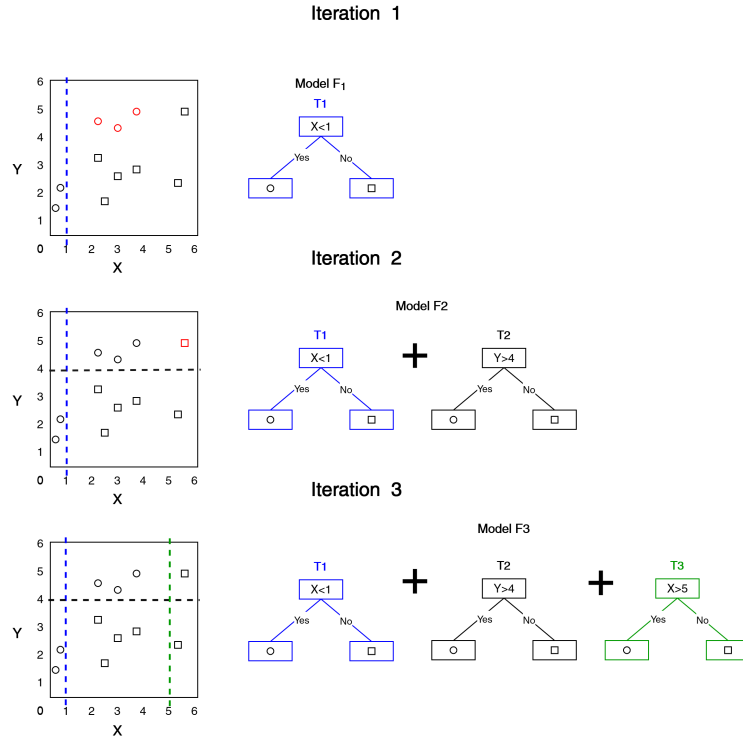 Iteration 1
6
5
4
3
2
1
0
Y
1 2 3 4 5 6
X
Model F1
T1
X<1
Yes No
Iteration 2
6
5
4
3
2
1
0
Y
1 2 3 4 5 6
X
Model F2
T1
X<1
Yes No
+
T2
Y>4
Yes No
Iteration 3
6
5
4
3
2
1
0
Y
1 2 3 4 5 6
X
Model F3
T1
X<1
Yes No
+
T2
Y>4
Yes No
+
T3
X>5
Yes No